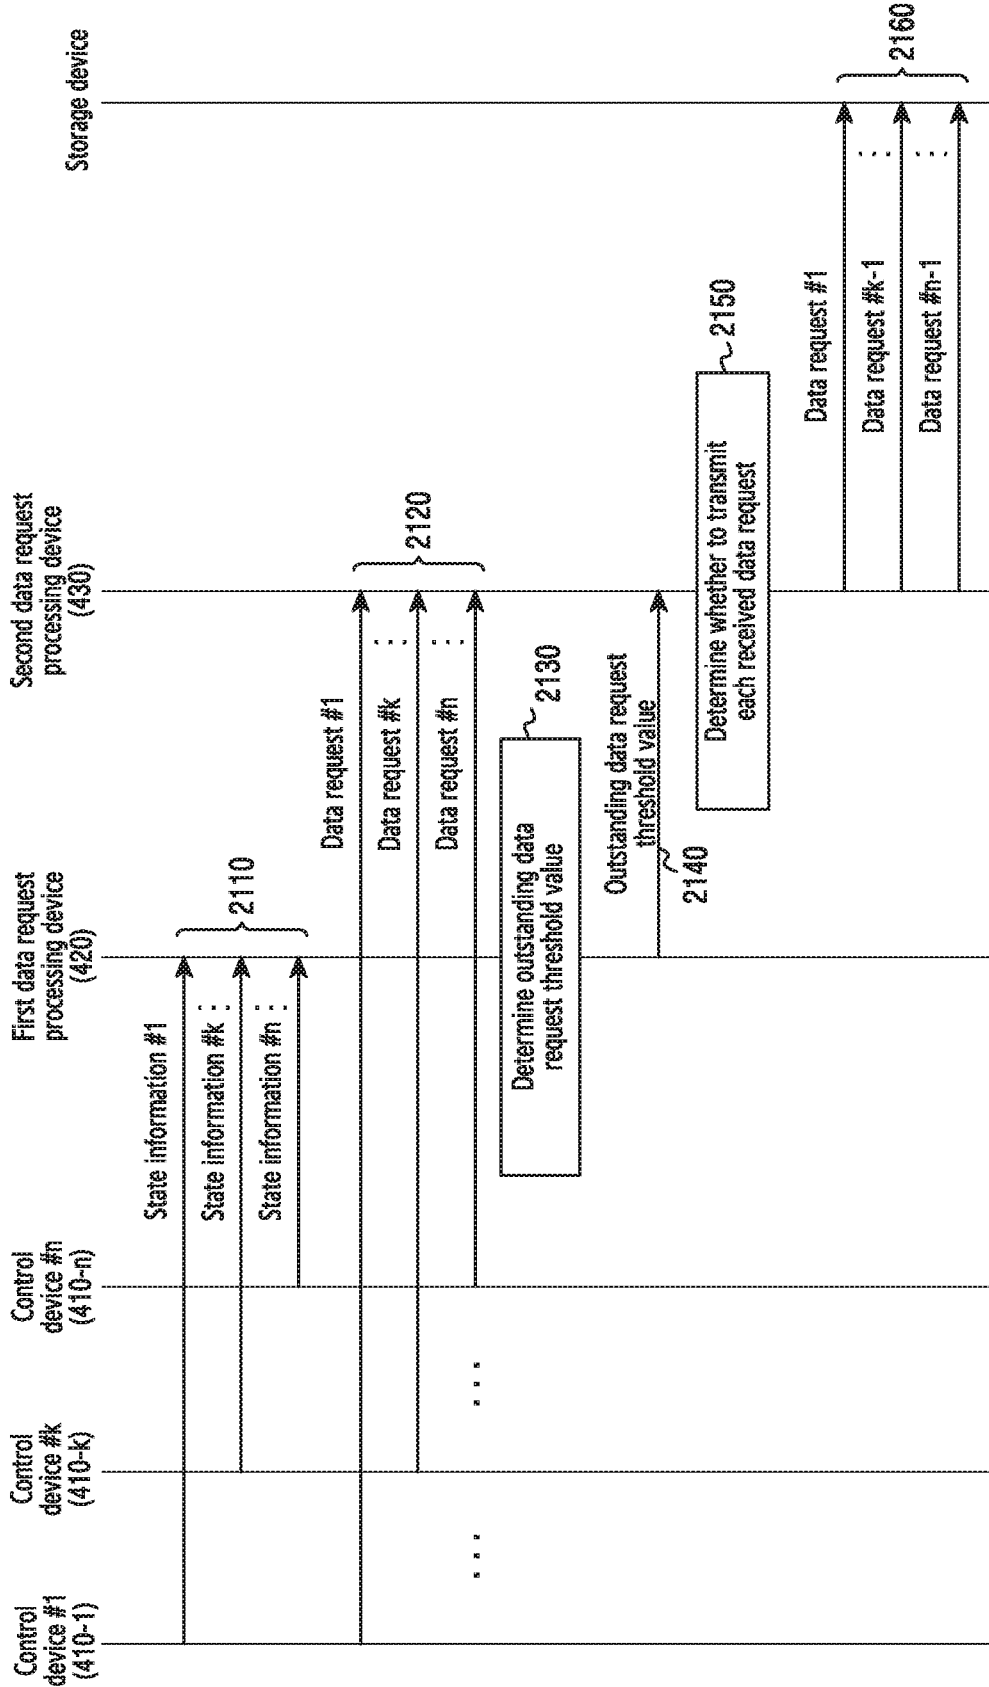 Control
device #1
(410-1)
Control
device #k
(410-k)
Control
device #n
(410-n)
First data request
processing device
(420)
Second data request
processing device
(430)
Storage device
State information #1
State information #k
State information #n
2110
Data request #1
Data request #k
Data request #n
2120
Determine outstanding data
request threshold value
2130
Outstanding data request
threshold value
2140
Determine whether to transmit
each received data request
2150
Data request #1
Data request #k-1
Data request #n-1
2160